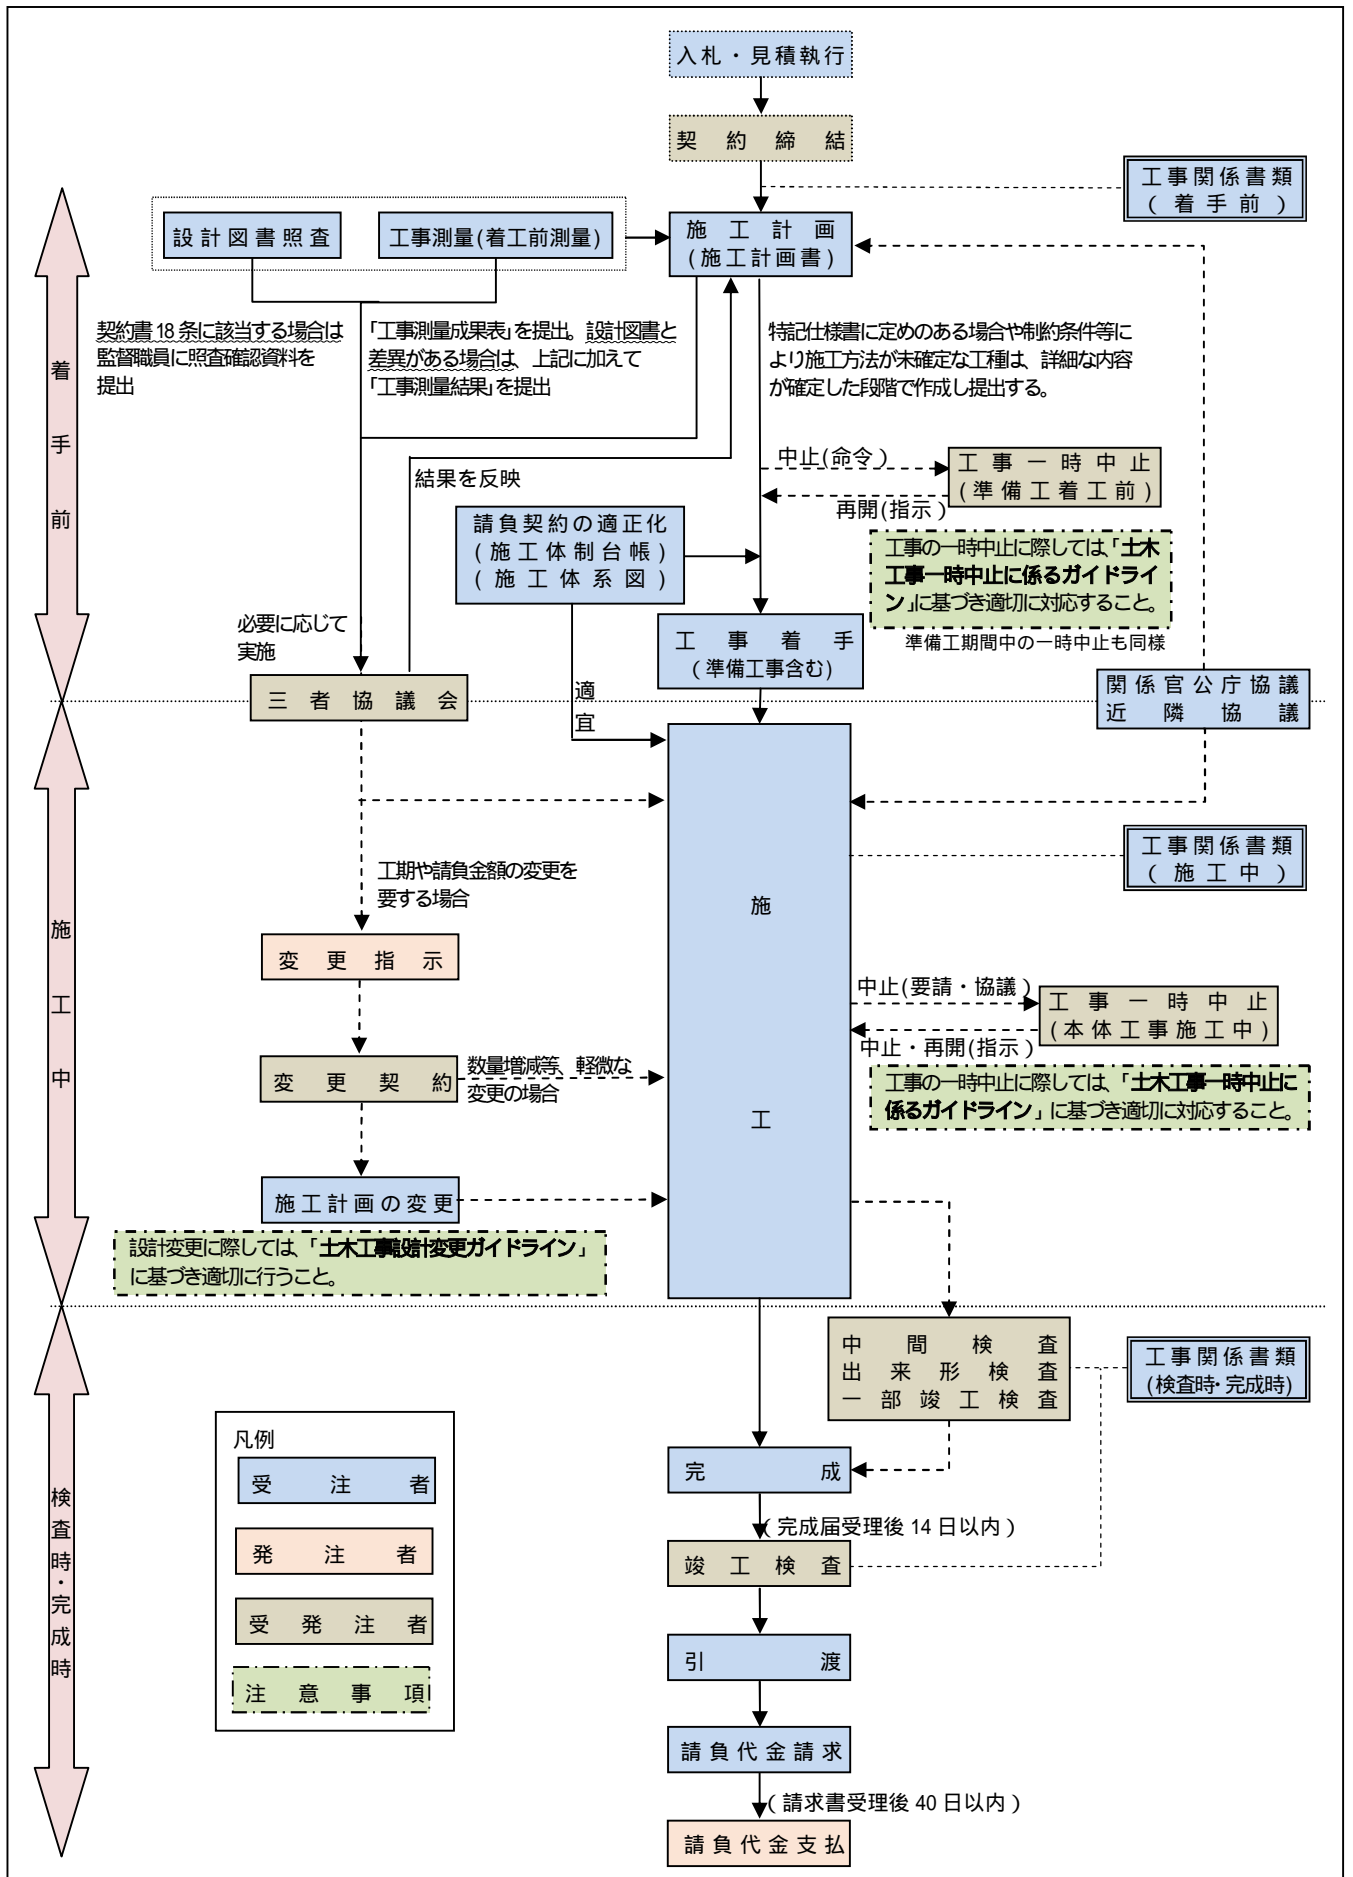 入札・見積執行
契約締結
工事関係書類
(着手前)
設計図書照査
工事測量(着工前測量)
施工計画
(施工計画書)
契約書18条に該当する場合は
監督職員に照査確認資料を
提出
「工事測量成果表」を提出。設計図書と
差異がある場合は、上記に加えて
「工事測量結果」を提出
特記仕様書に定めのある場合や制約条件等に
より施工方法が未確定な工種は、詳細な内容
が確定した段階で作成し提出する。
着手前
中止(命令)
工事一時中止
(準備工着工前)
再開(指示)
結果を反映
請負契約の適正化
(施工体制台帳)
(施工体系図)
工事の一時中止に際しては、「土木
工事一時中止に係るガイドライ
ン」に基づき適切に対応すること。
準備工期間中の一時中止も同様
必要に応じて
実施
工事着手
(準備工事含む)
三者協議会
適宜
関係官公庁協議
近隣協議
工事関係書類
(施工中)
工期や請負金額の変更を
要する場合
施工
施工中
変更指示
中止(要請・協議)
工事一時中止
(本体工事施工中)
中止・再開(指示)
変更契約
数量増減等、軽微な
変更の場合
工事の一時中止に際しては、「土木工事一時中止に
係るガイドライン」に基づき適切に対応すること。
施工計画の変更
設計変更に際しては、「土木工事設計変更ガイドライン」
に基づき適切に行うこと。
中間検査
出来形検査
一部竣工検査
工事関係書類
(検査時・完成時)
検査時・完成時
凡例
受注者
発注者
受発注者
注意事項
完成
(完成届受理後14日以内)
竣工検査
引渡
請負代金請求
(請求書受理後40日以内)
請負代金支払